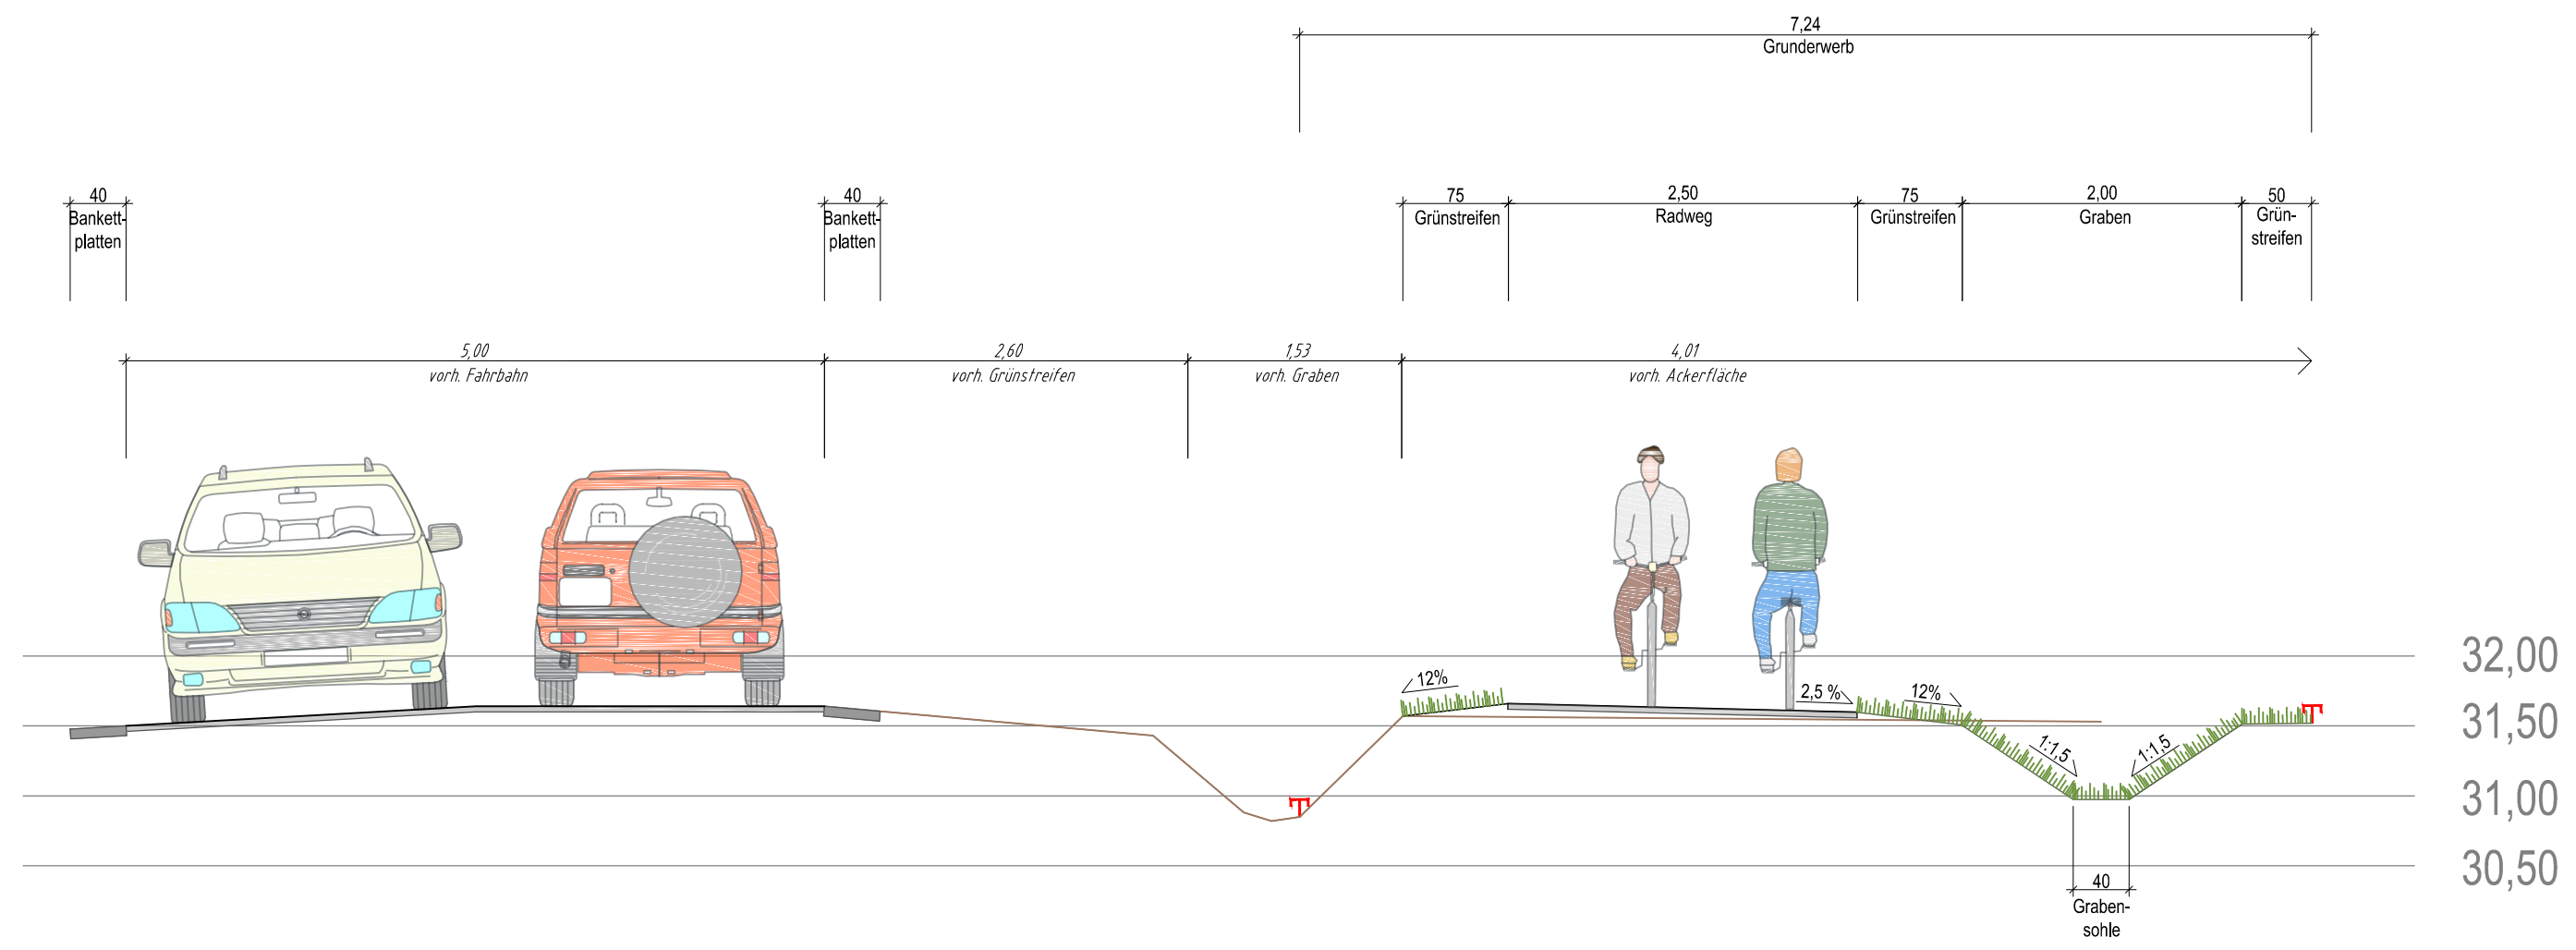 7,24
Grunderwerb
40
Bankett-
platten
40
Bankett-
platten
75
Grünstreifen
2,50
Radweg
75
Grünstreifen
2,00
Graben
50
Grün-
streifen
5,00
vorh. Fahrbahn
2,60
vorh. Grünstreifen
1,53
vorh. Graben
4,01
vorh. Ackerfläche
32,00
12%
2,5 %
12%
31,50
1:1,5
1:1,5
31,00
30,50
40
Graben-
sohle